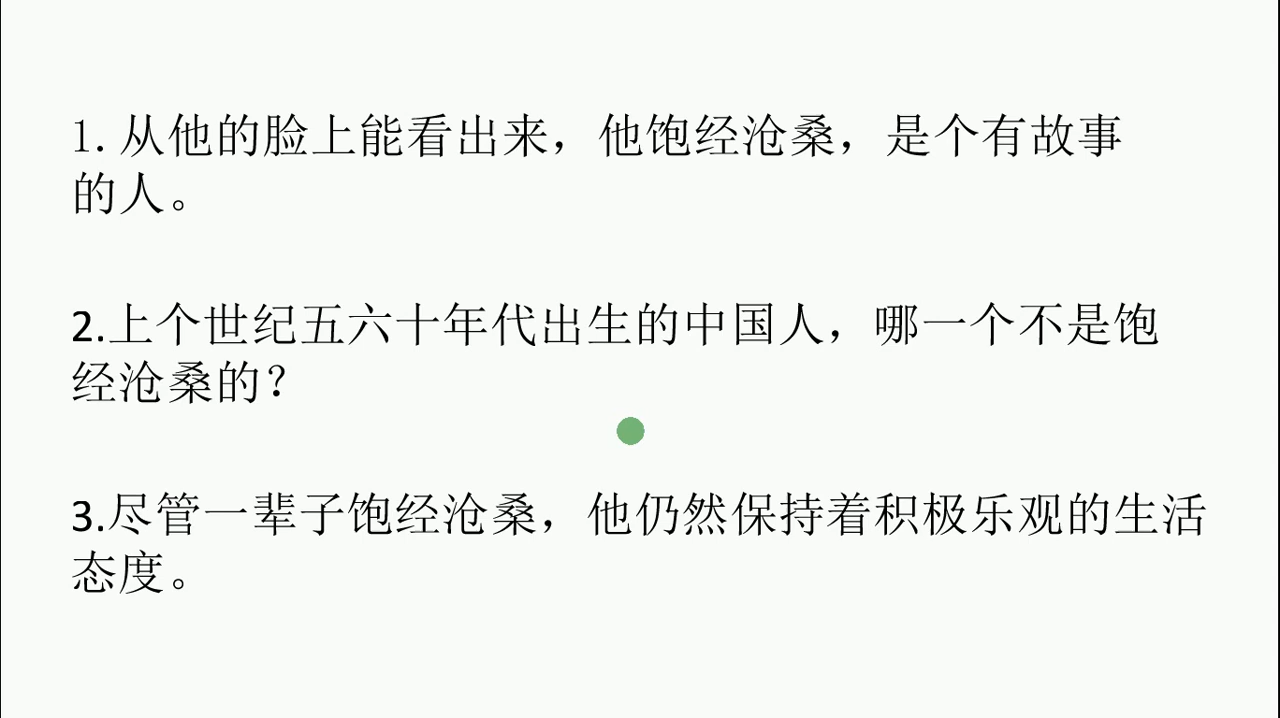 1.从他的脸上能看出来，他饱经沧桑，是个有故事
的人。
2.上个世纪五六十年代出生的中国人，哪一个不是饱
经沧桑的？
3.尽管一辈子饱经沧桑，他仍然保持着积极乐观的生活
态度。